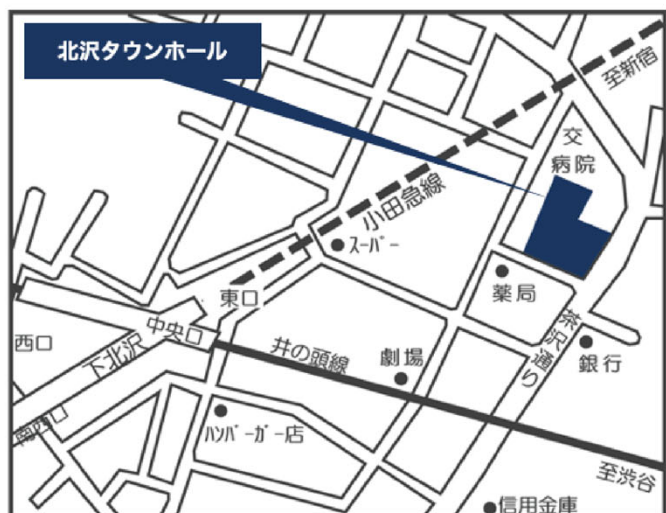 北沢タウンホール
至新宿
交
病院
小田急線
スーパー
薬局
東口
中央口
西口
下北沢
井の頭線
劇場
茶沢通り
銀行
南西口
ハンバーガー店
至渋谷
信用金庫